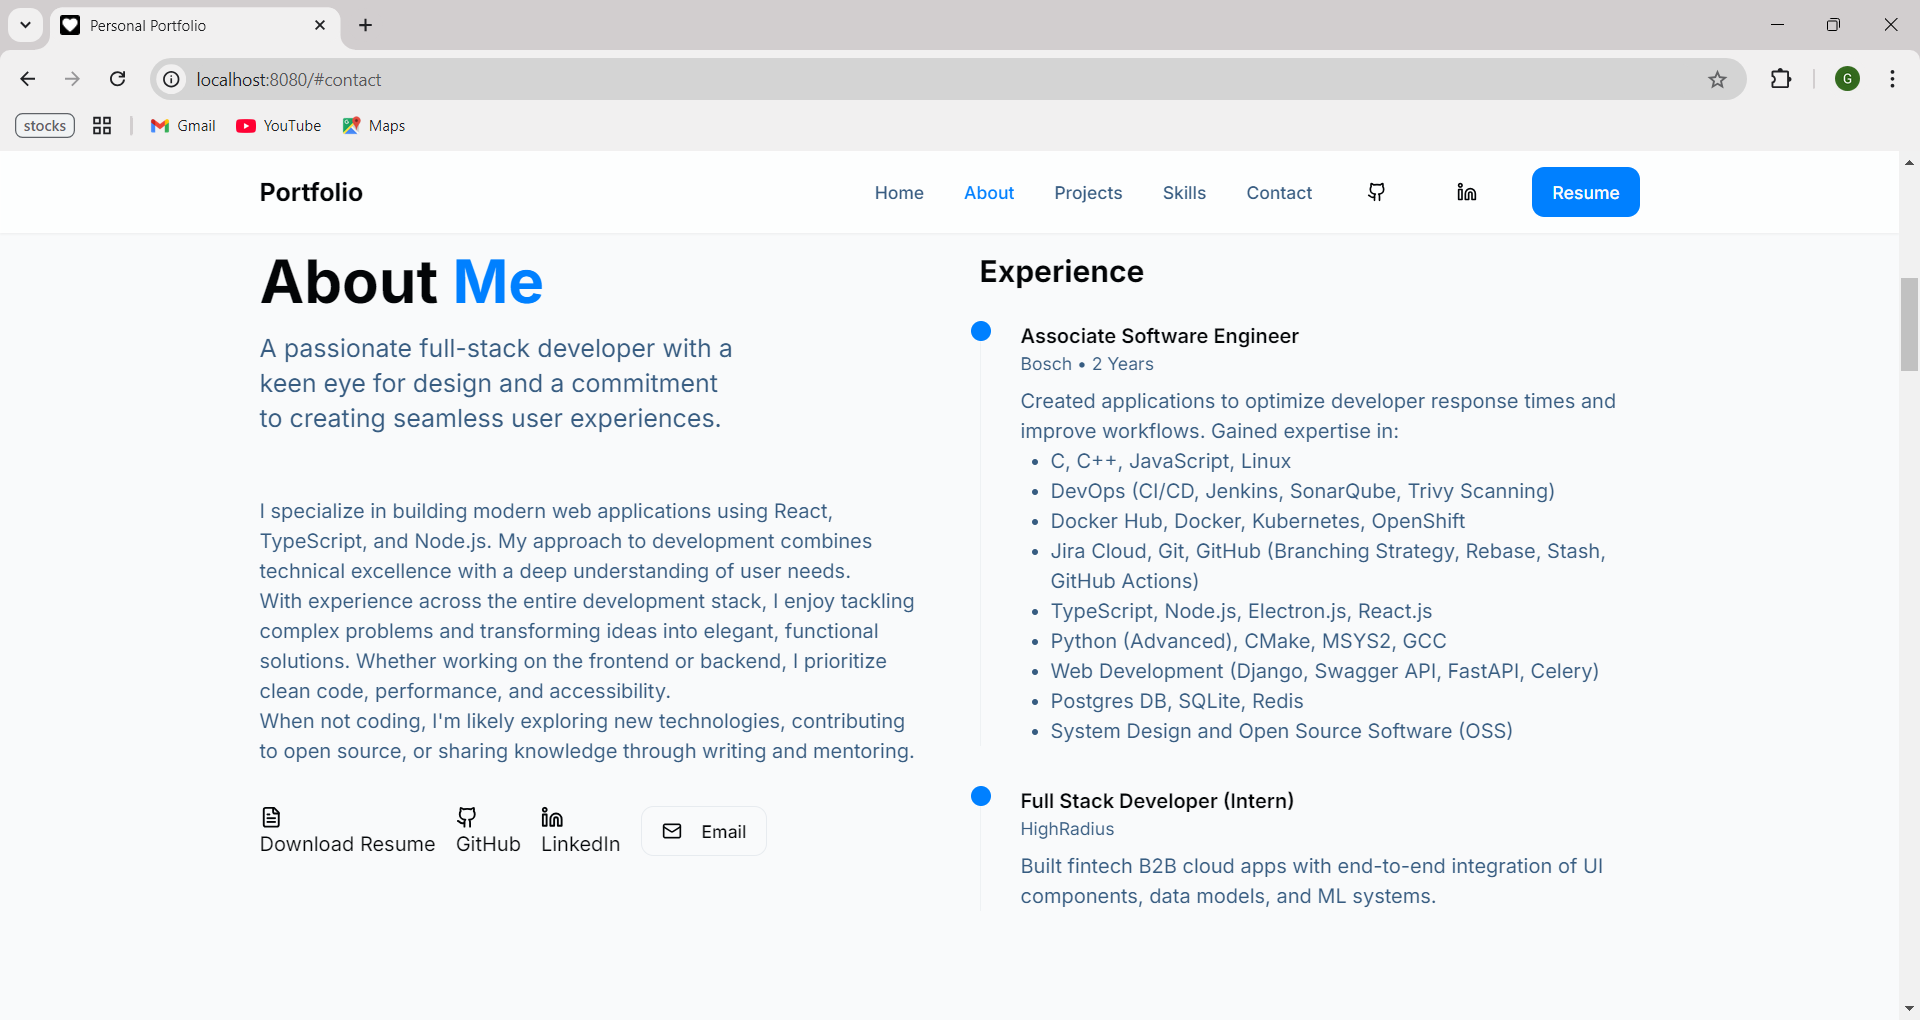 Personal Portfolio
localhost:8080/#contact
G
stocks
Gmail
YouTube
Maps
Portfolio
Home
About
Projects
Skills
Contact
Resume
About Me
A passionate full-stack developer with a
keen eye for design and a commitment
to creating seamless user experiences.
I specialize in building modern web applications using React,
TypeScript, and Node.js. My approach to development combines
technical excellence with a deep understanding of user needs.
With experience across the entire development stack, I enjoy tackling
complex problems and transforming ideas into elegant, functional
solutions. Whether working on the frontend or backend, I prioritize
clean code, performance, and accessibility.
When not coding, I'm likely exploring new technologies, contributing
to open source, or sharing knowledge through writing and mentoring.
Download Resume
GitHub
LinkedIn
Email
Experience
Associate Software Engineer
Bosch • 2 Years
Created applications to optimize developer response times and
improve workflows. Gained expertise in:
• C, C++, JavaScript, Linux
• DevOps (CI/CD, Jenkins, SonarQube, Trivy Scanning)
• Docker Hub, Docker, Kubernetes, OpenShift
• Jira Cloud, Git, GitHub (Branching Strategy, Rebase, Stash,
GitHub Actions)
• TypeScript, Node.js, Electron.js, React.js
• Python (Advanced), CMake, MSYS2, GCC
• Web Development (Django, Swagger API, FastAPI, Celery)
• Postgres DB, SQLite, Redis
• System Design and Open Source Software (OSS)
Full Stack Developer (Intern)
HighRadius
Built fintech B2B cloud apps with end-to-end integration of UI
components, data models, and ML systems.